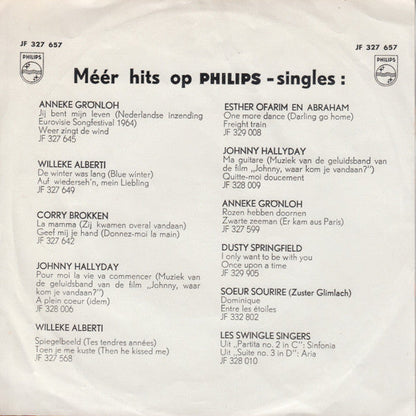 JF 327 657
JF 327 657
PHILIPS
PHILIPS
Méér hits op PHILIPS -singles :
ANNEKE GRÖNLOH
Jij bent mijn leven (Nederlandse inzending
Eurovisie Songfestival 1964)
Weer zingt de wind
JF 327 645
WILLEKE ALBERTI
De winter was lang (Blue winter)
Auf wiederseh'n, mein Liebling
JF 327 649
CORRY BROKKEN
La mamma (Zij kwamen overal vandaan)
Geef mij je hand (Donnez-moi la main)
JF 327 642
JOHNNY HALLYDAY
Pour moi la vie va commencer (Muziek van
de geluidsband van de film „Johnny, waar
kom je vandaan?")
A plein coeur (idem)
JF 328 006
WILLEKE ALBERTI
Spiegelbeeld (Tes tendres années)
Toen je me kuste (Then he kissed me)
JF 327 568
ESTHER OFARIM EN ABRAHAM
One more dance (Darling go home)
Freight train
JF 329 008
JOHNNY HALLYDAY
Ma guitare (Muziek van de geluidsband van
de film „Johnny, waar kom je vandaan?")
Quitte-moi doucement
JF 328 009
ANNEKE GRÖNLOH
Rozen hebben doornen
Zwarte zeeman (Er kam aus Paris)
JF 327 599
DUSTY SPRINGFIELD
I only want to be with you
Once upon a time
JF 329 905
SOEUR SOURIRE (Zuster Glimlach)
Dominique
Entre les étoiles
JF 332 802
LES SWINGLE SINGERS
Uit „Partita no. 2 in C": Sinfonia
Uit „Suite no. 3 in D": Aria
JF 328 010